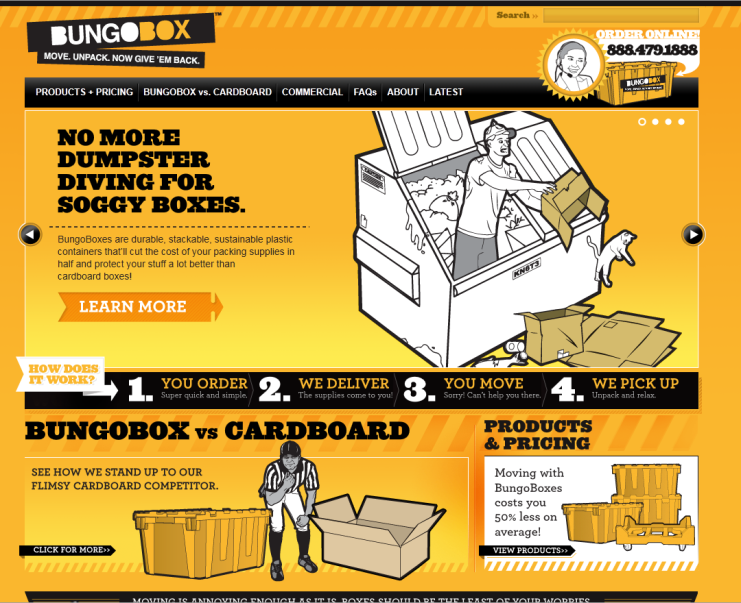 Search »
BUNGOBOX™
MOVE. UNPACK. NOW GIVE 'EM BACK.
ORDER ONLINE!
888.479.1888
BUNGOBOX
PRODUCTS + PRICING
BUNGOBOX vs. CARDBOARD
COMMERCIAL
FAQs
ABOUT
LATEST
NO MORE
DUMPSTER
DIVING FOR
SOGGY BOXES.
BungoBoxes are durable, stackable, sustainable plastic
containers that'll cut the cost of your packing supplies in
half and protect your stuff a lot better than
cardboard boxes!
LEARN MORE
KNOT3
HOW DOES
IT WORK?
1. YOU ORDER
Super quick and simple.
2. WE DELIVER
The supplies come to you!
3. YOU MOVE
Sorry! Can't help you there.
4. WE PICK UP
Unpack and relax.
BUNGOBOX vs CARDBOARD
SEE HOW WE STAND UP TO OUR
FLIMSY CARDBOARD COMPETITOR.
CLICK FOR MORE>>
PRODUCTS
& PRICING
Moving with
BungoBoxes
costs you
50% less on
average!
VIEW PRODUCTS>>
MOVING IS ANNOYING ENOUGH AS IT IS. BOXES SHOULD BE THE LEAST OF YOUR WORRIES.